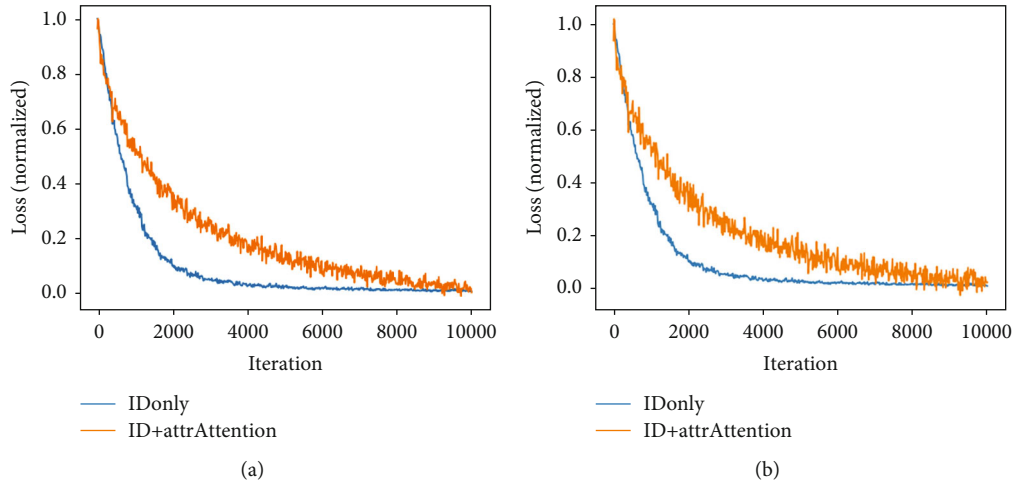 1.0
0.8
0.6
0.4
0.2
0.0
Loss (normalized)
0 2000 4000 6000 8000 10000
Iteration
IDonly
ID+attrAttention
(a)
1.0
0.8
0.6
0.4
0.2
0.0
Loss (normalized)
0 2000 4000 6000 8000 10000
Iteration
IDonly
ID+attrAttention
(b)